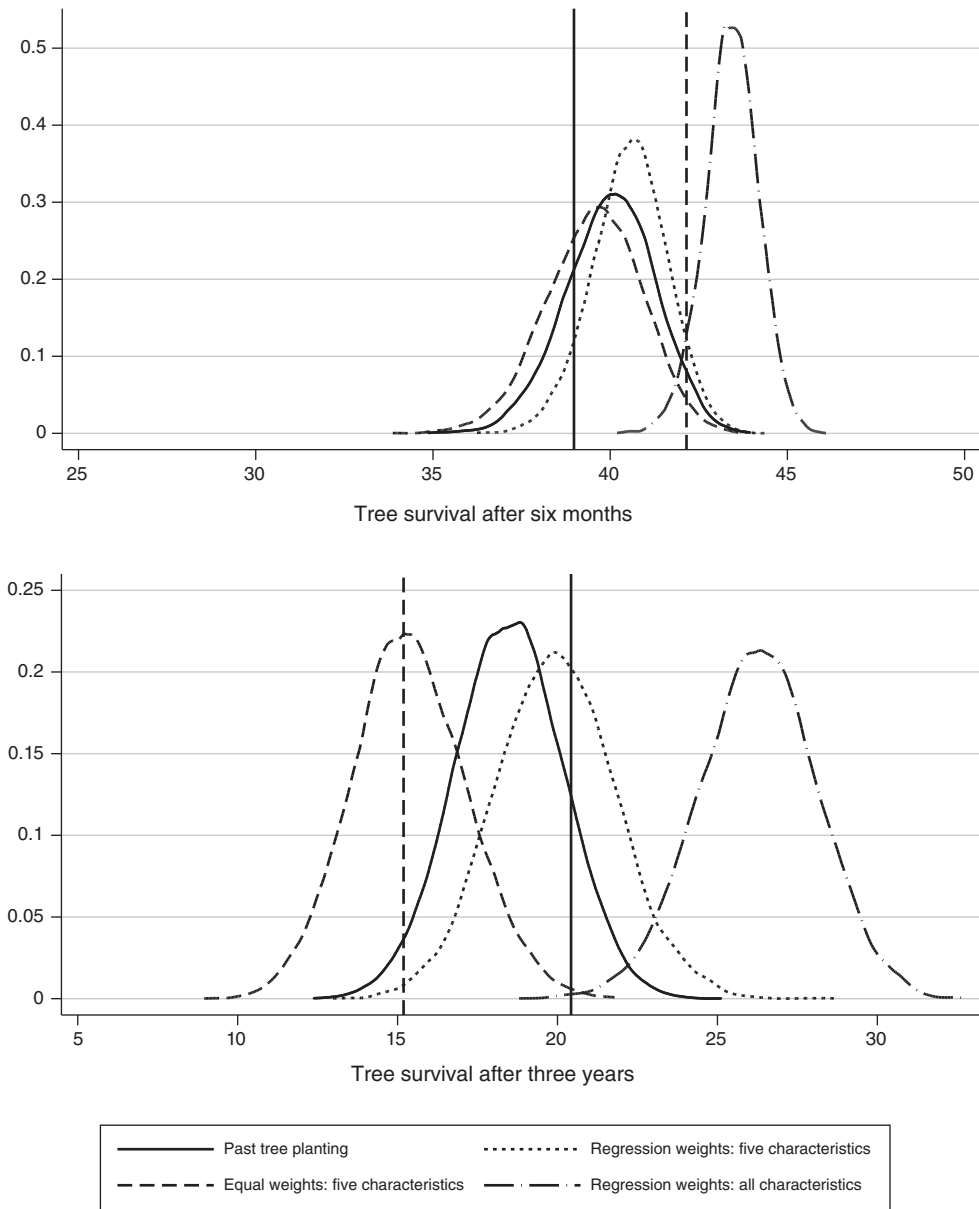 0.5
0.4
0.3
0.2
0.1
0
25 30 35 40 45 50
Tree survival after six months
0.25
0.2
0.15
0.1
0.05
0
5 10 15 20 25 30
Tree survival after three years
Past tree planting Regression weights: five characteristics
Equal weights: five characteristics Regression weights: all characteristics